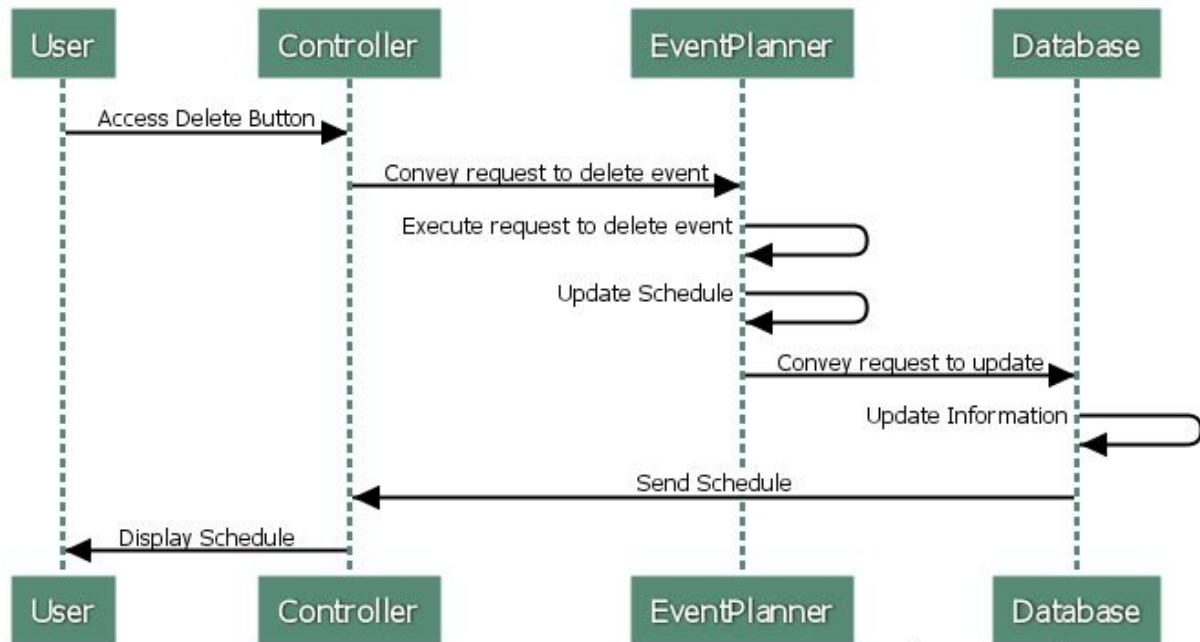 User
Controller
EventPlanner
Database
Access Delete Button
Convey request to delete event
Execute request to delete event
Update Schedule
Convey request to update
Update Information
Send Schedule
Display Schedule
User
Controller
EventPlanner
Database